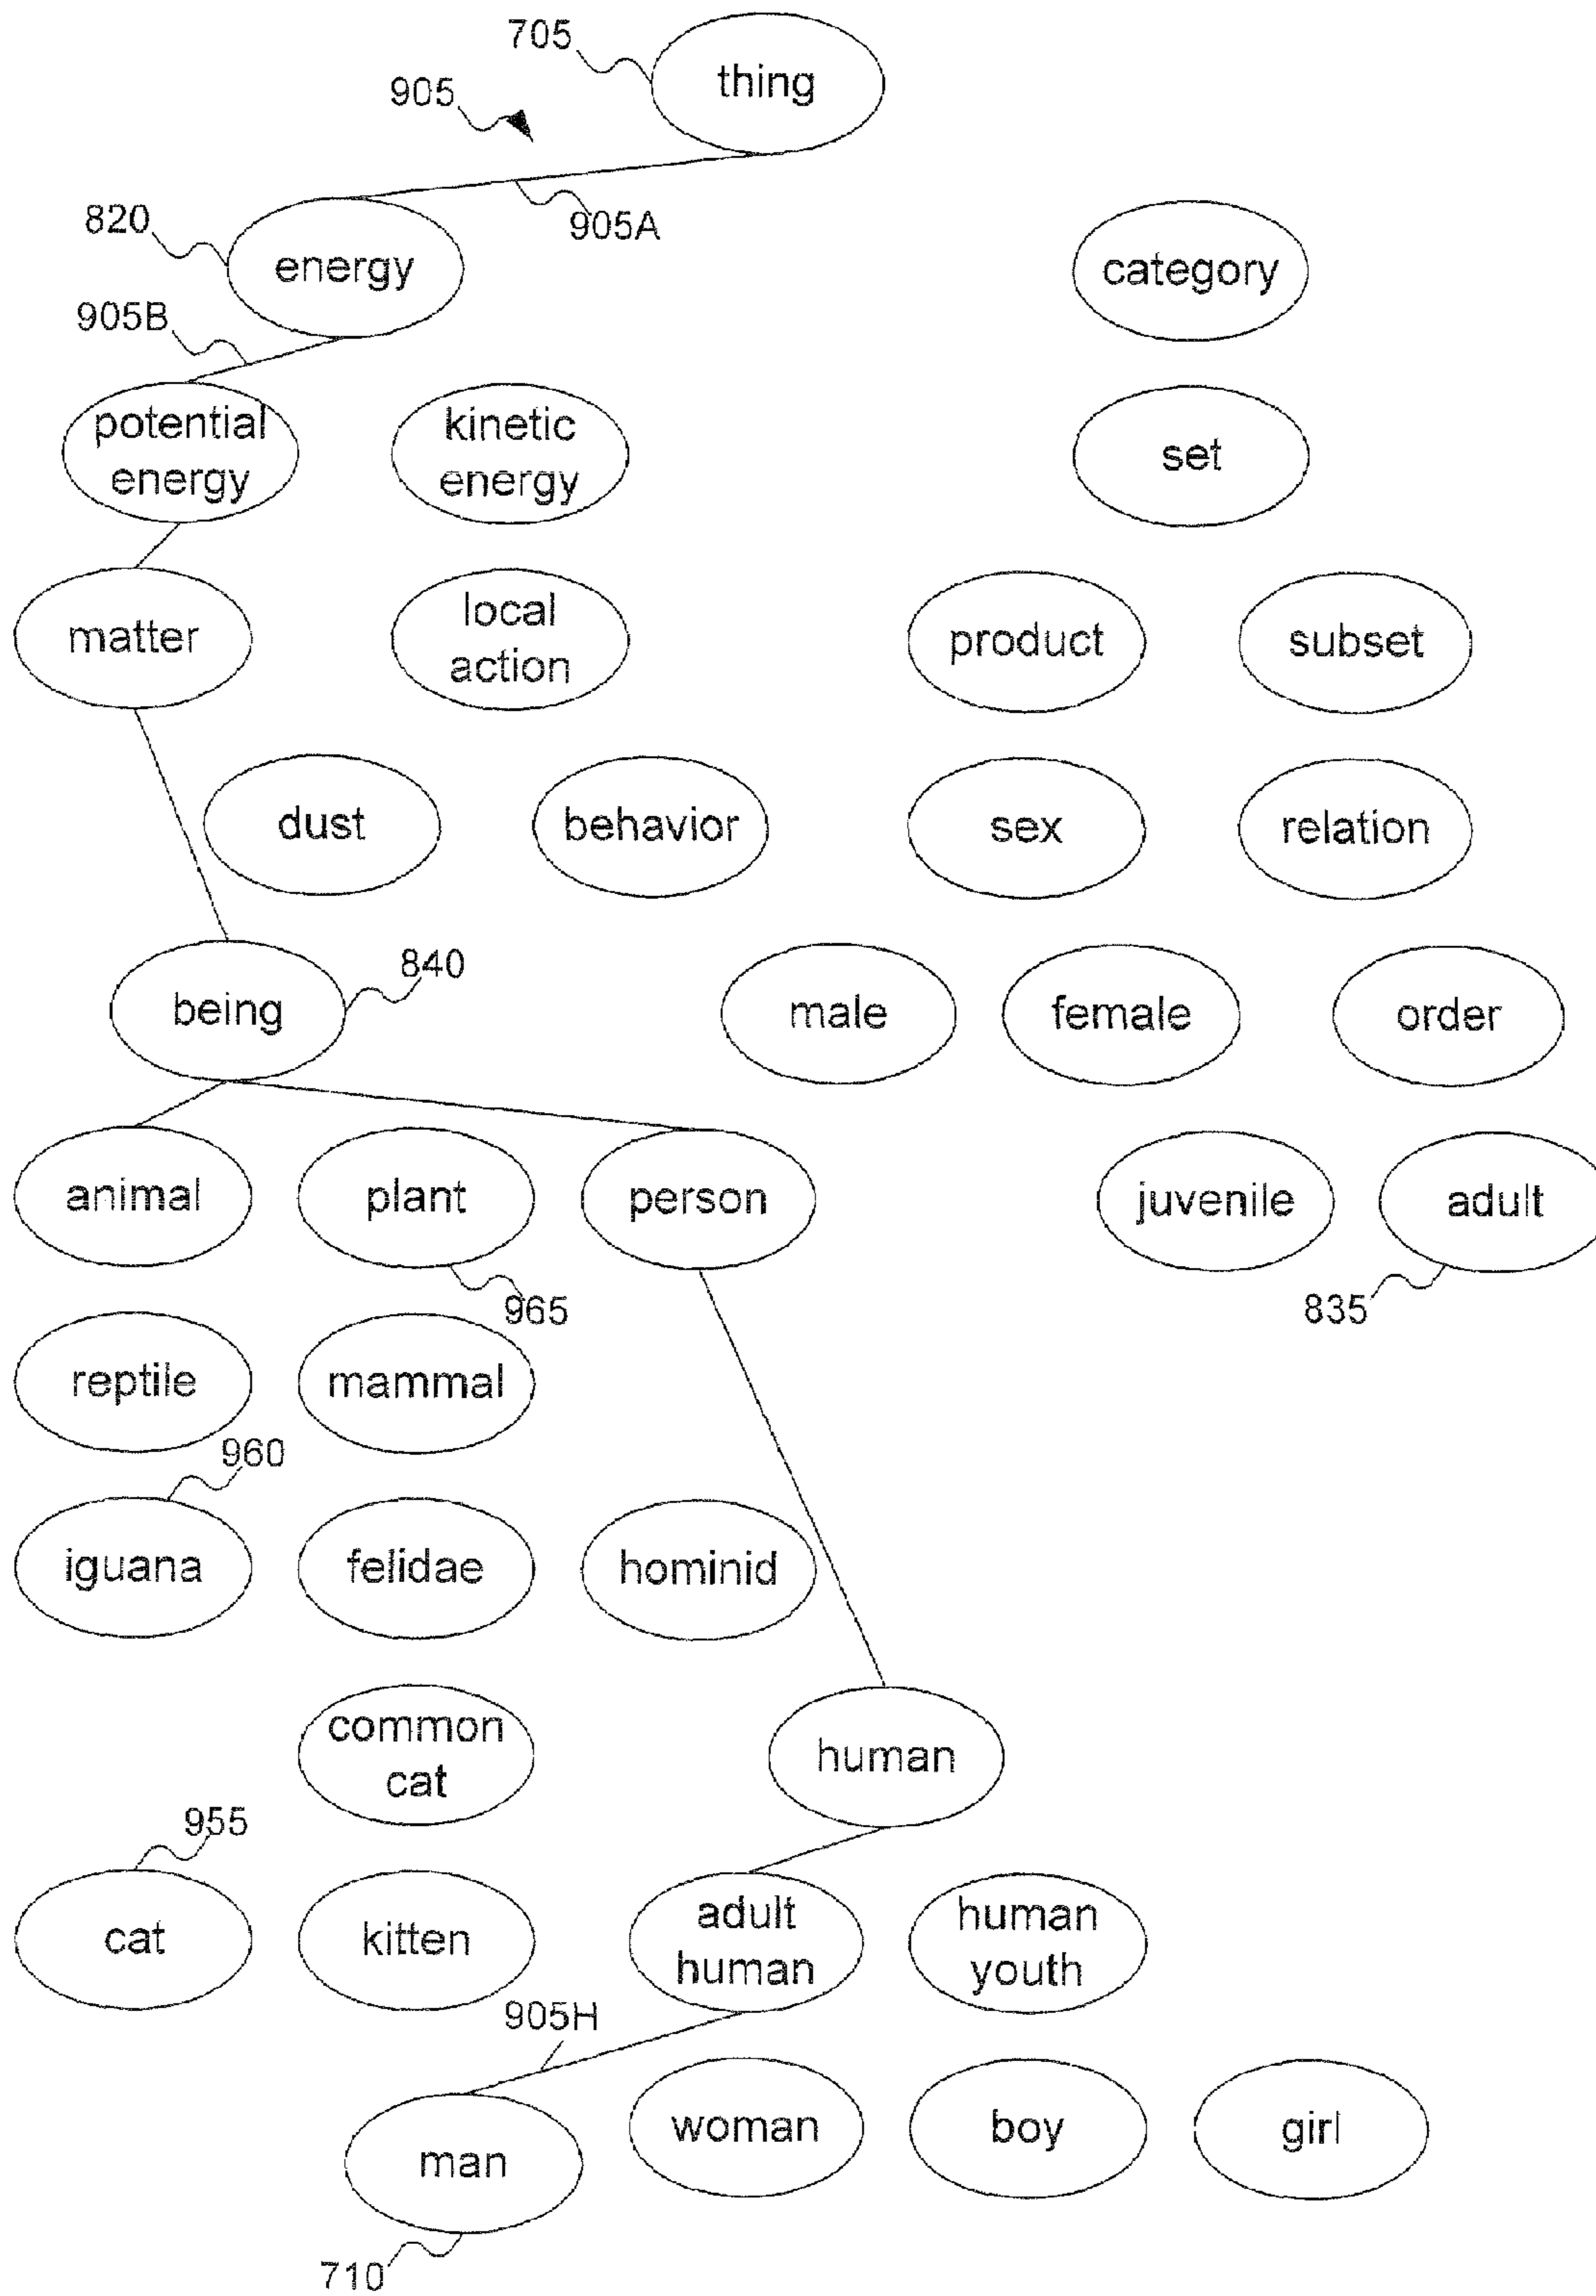 705
thing
905
905A
820
energy
category
905B
potential
energy
kinetic
energy
set
matter
local
action
product
subset
dust
behavior
sex
relation
840
being
male
female
order
animal
plant
person
juvenile
adult
965
835
reptile
mammal
960
iguana
felidae
hominid
common
cat
human
955
cat
kitten
adult
human
human
youth
905H
man
woman
boy
girl
710